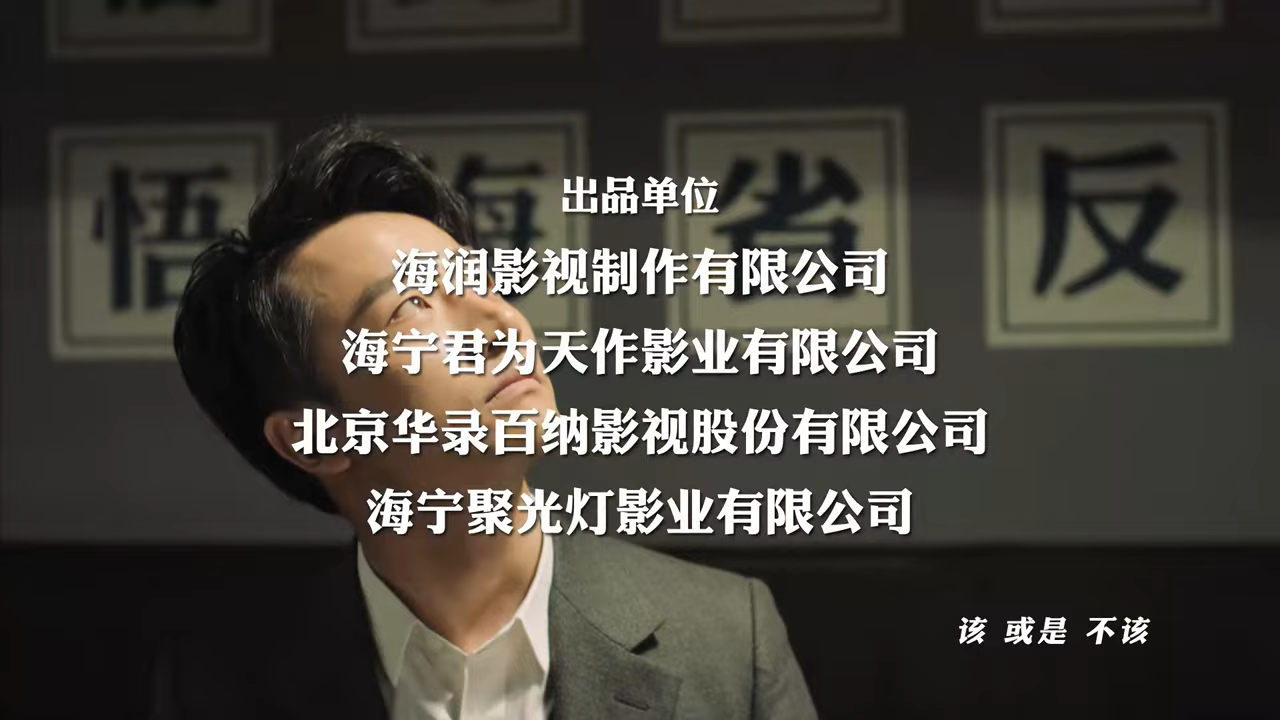 悟 悔 省 反
出品单位
海润影视制作有限公司
海宁君为天作影业有限公司
北京华录百纳影视股份有限公司
海宁聚光灯影业有限公司
该 或是 不该